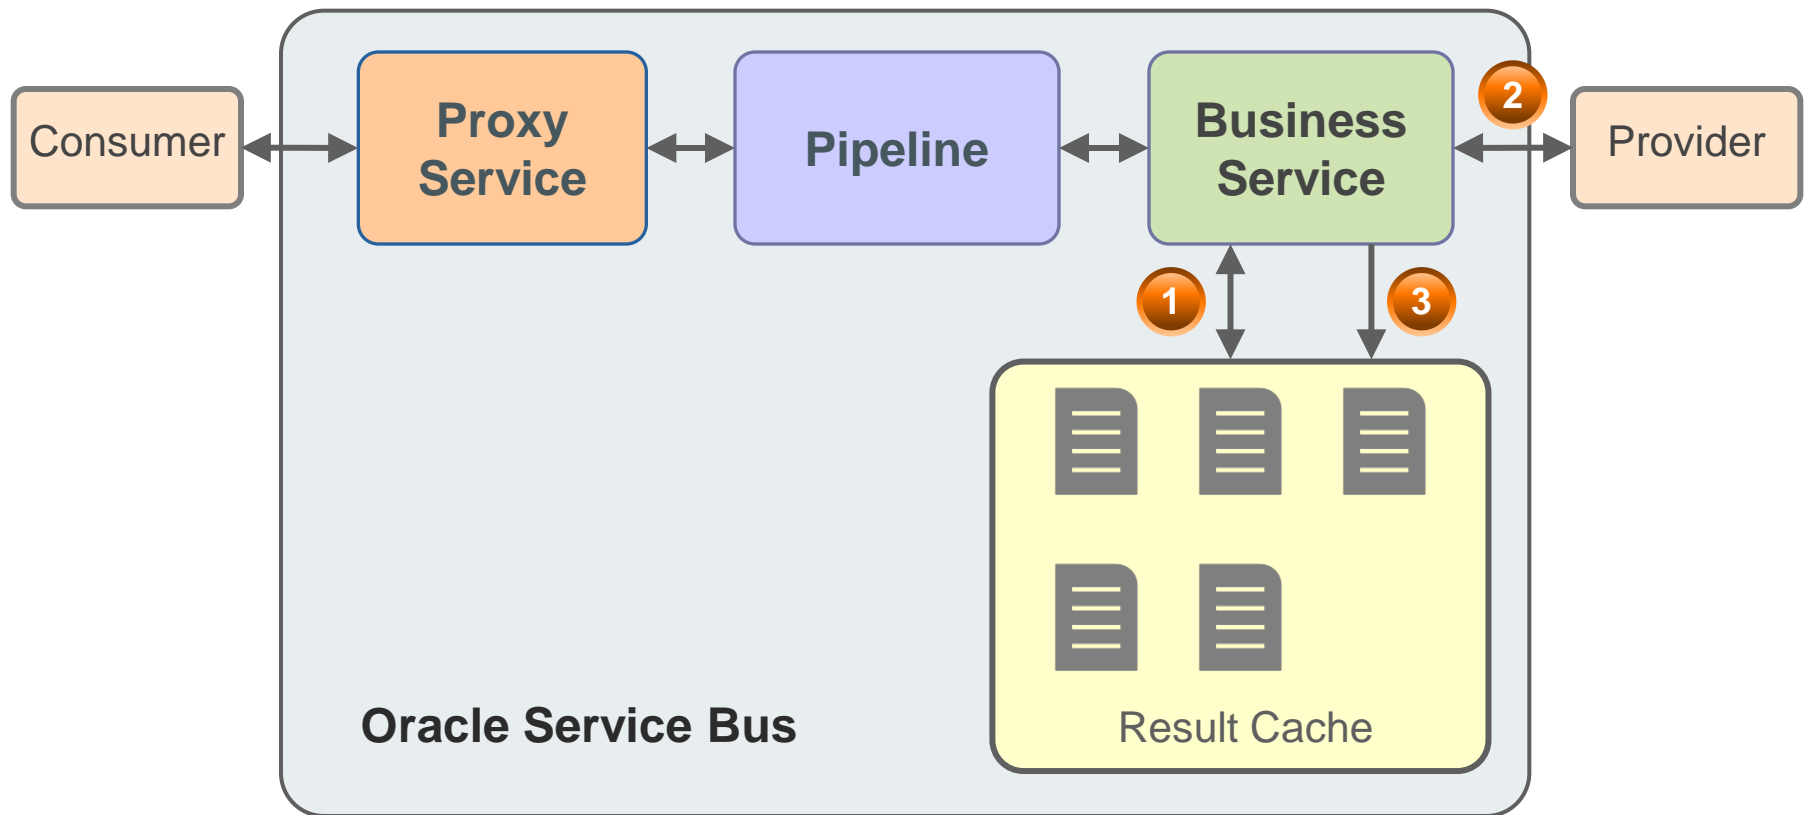 Consumer
Proxy
Service
Pipeline
Business
Service
2
Provider
1
3
Oracle Service Bus
Result Cache